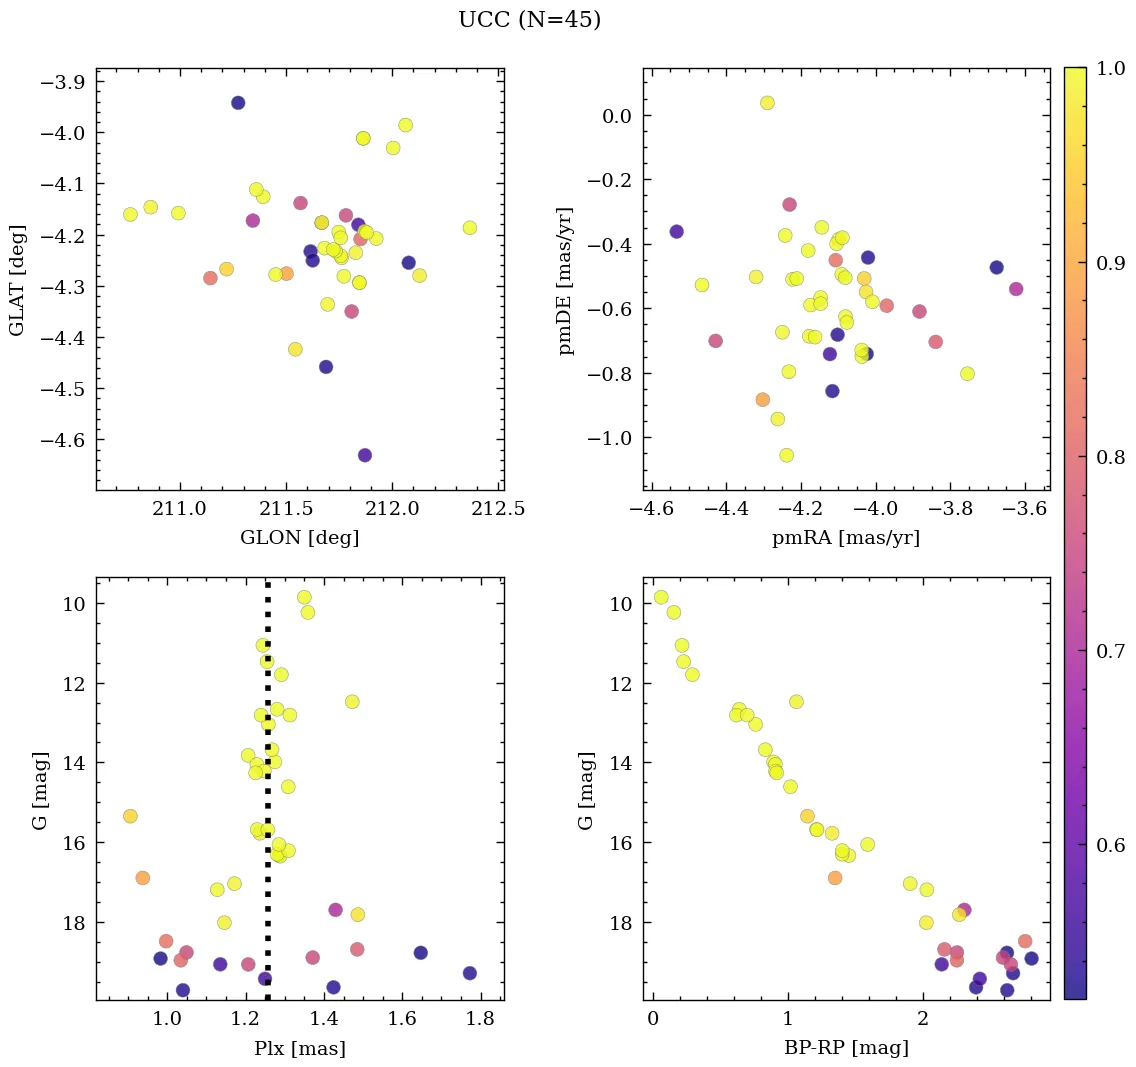 UCC (N=45)
−3.9
−4.0
−4.1
−4.2
−4.3
−4.4
−4.5
−4.6
GLAT [deg]
211.0 211.5 212.0 212.5
GLON [deg]
0.0
−0.2
−0.4
−0.6
−0.8
−1.0
pmDE [mas/yr]
−4.6 −4.4 −4.2 −4.0 −3.8 −3.6
pmRA [mas/yr]
1.0
0.9
0.8
0.7
0.6
10
12
14
16
18
G [mag]
1.0 1.2 1.4 1.6 1.8
Plx [mas]
10
12
14
16
18
G [mag]
0 1 2
BP-RP [mag]